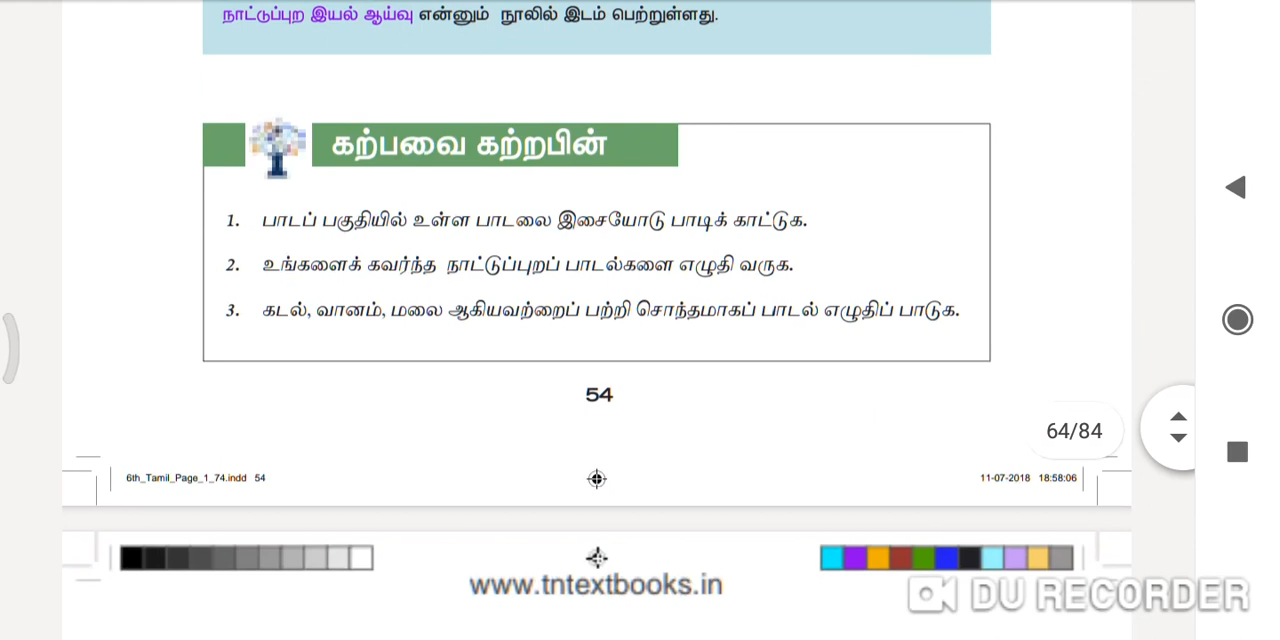 நாட்டுப்புற இயல் ஆய்வு என்னும் நூலில் இடம் பெற்றுள்ளது.
கற்பவை கற்றபின்
1. பாடப் பகுதியில் உள்ள பாடலை இசையோடு பாடிக் காட்டுக.
2. உங்களைக் கவர்ந்த நாட்டுப்புறப் பாடல்களை எழுதி வருக.
3. கடல், வானம், மலை ஆகியவற்றைப் பற்றி சொந்தமாகப் பாடல் எழுதிப் பாடுக.
54
64/84
6th_Tamil_Page_1_74.indd 54
11-07-2018 18:58:06
www.tntextbooks.in
DU RECORDER